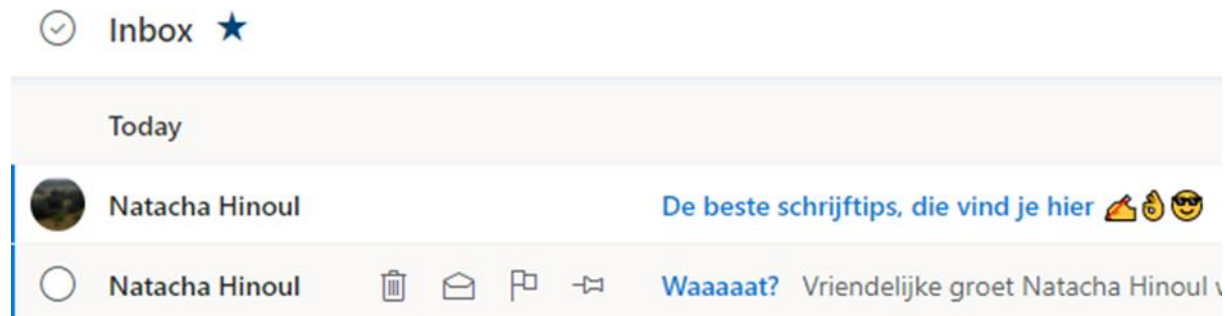 Inbox
Today
Natacha Hinoul De beste schrijftips, die vind je hier ✍👌😎
Natacha Hinoul Waaaaat? Vriendelijke groet Natacha Hinoul